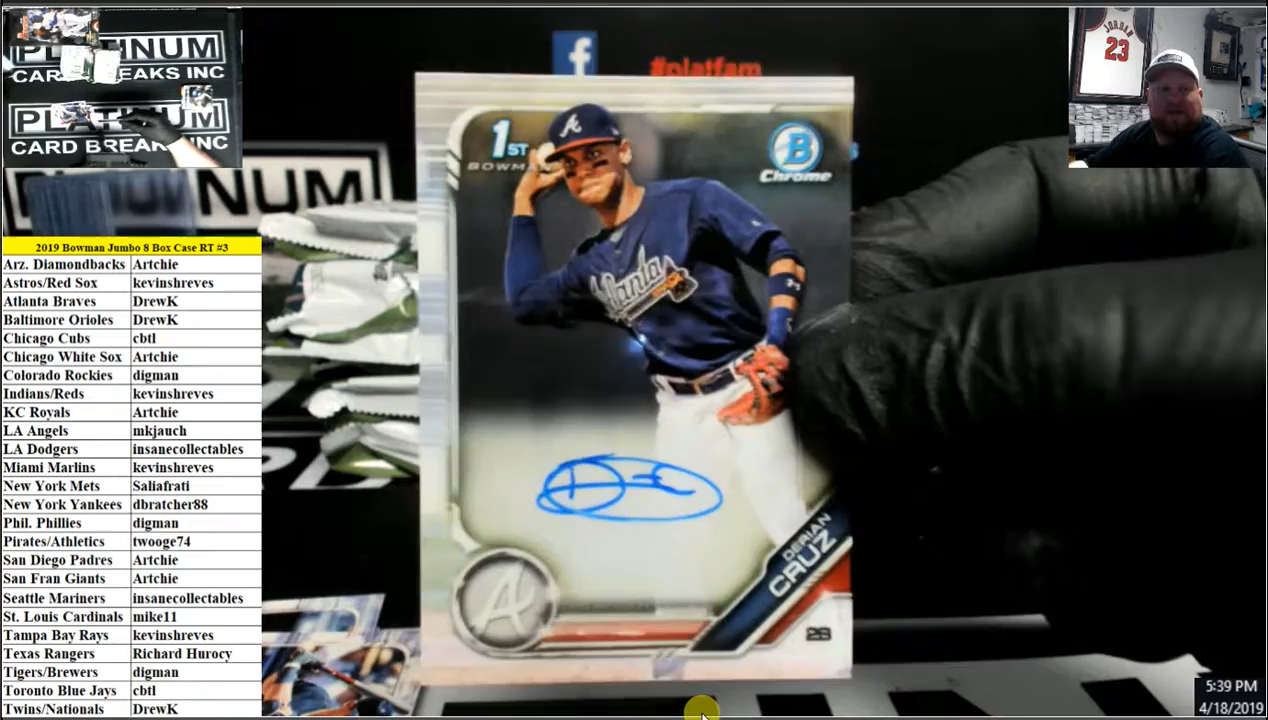 PLATINUM
CARD BREAKS INC
PLATINUM
CARD BREAK INC
#platfam
JORDAN
23
1ST
BOWMAN
B
Chrome
Atlanta
DERIAN
CRUZ
NUM
2019 Bowman Jumbo 8 Box Case RT #3
Arz. Diamondbacks Artchie
Astros/Red Sox kevinshreves
Atlanta Braves DrewK
Baltimore Orioles DrewK
Chicago Cubs cbtl
Chicago White Sox Artchie
Colorado Rockies digman
Indians/Reds kevinshreves
KC Royals Artchie
LA Angels mkjauch
LA Dodgers insanecollectables
Miami Marlins kevinshreves
New York Mets Saliafrati
New York Yankees dbratcher88
Phil. Phillies digman
Pirates/Athletics twooge74
San Diego Padres Artchie
San Fran Giants Artchie
Seattle Mariners insanecollectables
St. Louis Cardinals mike11
Tampa Bay Rays kevinshreves
Texas Rangers Richard Hurocy
Tigers/Brewers digman
Toronto Blue Jays cbtl
Twins/Nationals DrewK
5:39 PM
4/18/2019